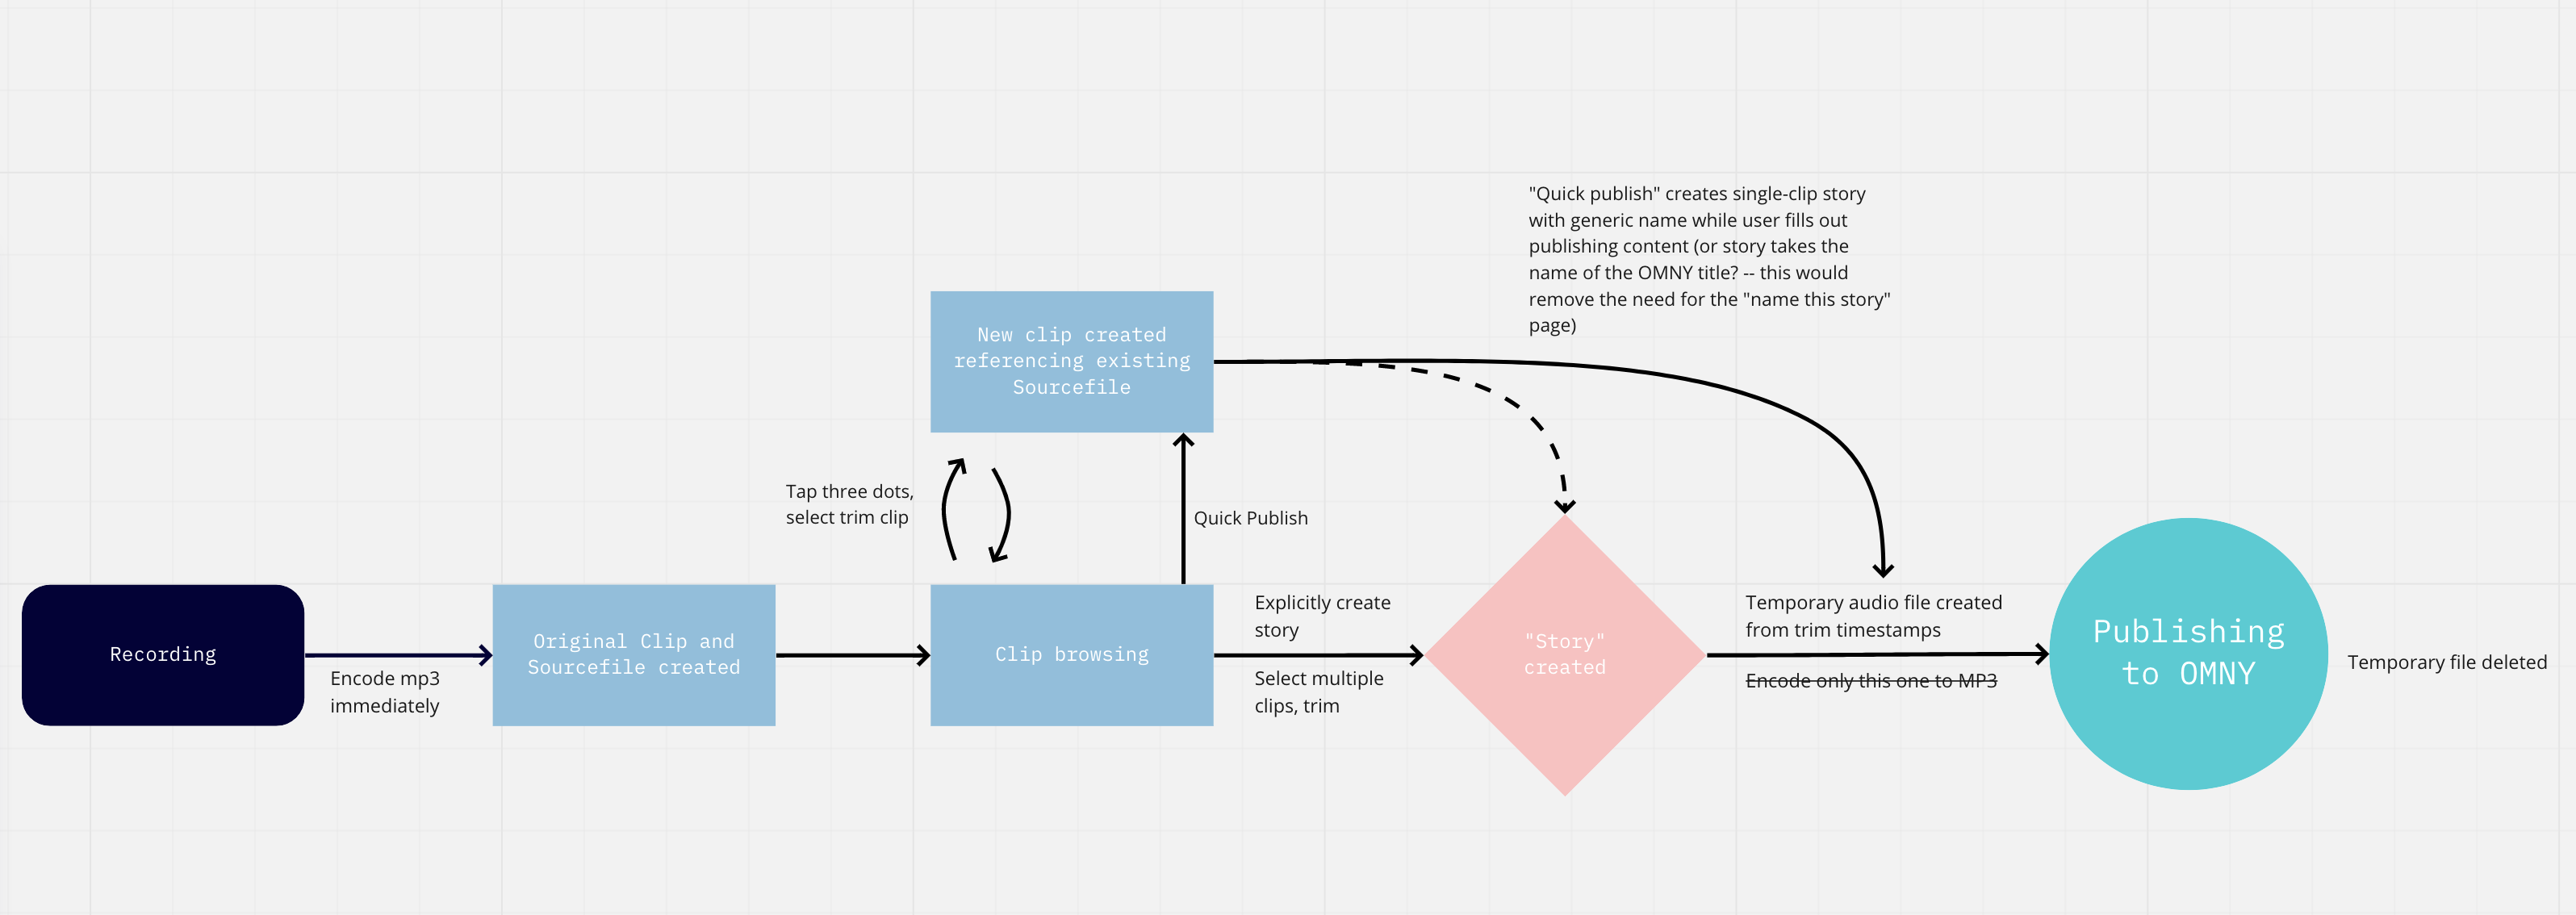 "Quick publish" creates single-clip story
with generic name while user fills out
publishing content (or story takes the
name of the OMNY title? -- this would
remove the need for the "name this story"
page)
New clip created
referencing existing
Sourcefile
Tap three dots,
select trim clip
Quick Publish
Recording
Encode mp3
immediately
Original Clip and
Sourcefile created
Clip browsing
Explicitly create
story
Select multiple
clips, trim
"Story"
created
Temporary audio file created
from trim timestamps
Encode only this one to MP3
Publishing
to OMNY
Temporary file deleted